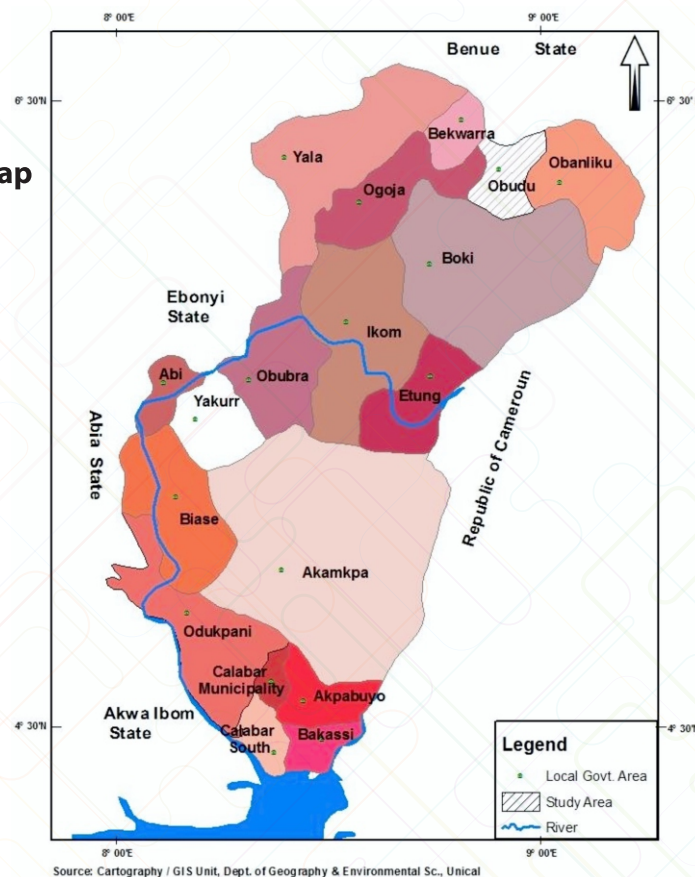 8° 00'E
9° 00'E
Benue State
6° 30'N
6° 30'N
ap
Bekwarra
Yala
Obanliku
Ogoja
Obudu
Boki
Ebonyi
State
Ikom
Abi
Obubra
Yakurr
Etung
Abia State
Republic of Cameroun
Biase
Akamkpa
Odukpani
Calabar
Municipality
Akpabuyo
Akwa Ibom
State
Calabar
South
Bakassi
4° 30'N
4° 30'N
Legend
Local Govt. Area
Study Area
River
8° 00'E
9° 00'E
Source: Cartography / GIS Unit, Dept. of Geography & Environmental Sc., Unical